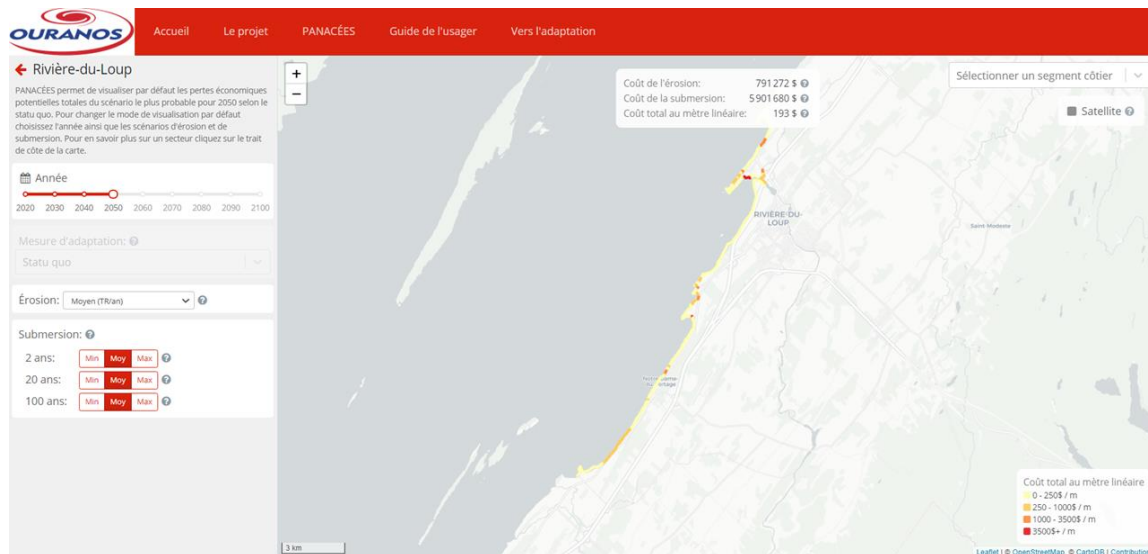 OURANOS
Accueil
Le projet
PANACÉES
Guide de l'usager
Vers l'adaptation
Rivière-du-Loup
PANACÉES permet de visualiser par défaut les pertes économiques
potentielles totales du scénario le plus probable pour 2050 selon le
statu quo. Pour changer le mode de visualisation par défaut
choisissez l'année ainsi que les scénarios d'érosion et de
submersion. Pour en savoir plus sur un secteur cliquez sur le trait
de côte de la carte.
Année
2020 2030 2040 2050 2060 2070 2080 2090 2100
Mesure d'adaptation:
Statu quo
Érosion: Moyen (TR/an)
Submersion:
2 ans: Min Moy Max
20 ans: Min Moy Max
100 ans: Min Moy Max
+
−
Coût de l'érosion: 791 272 $
Coût de la submersion: 5 901 680 $
Coût total au mètre linéaire: 193 $
Sélectionner un segment côtier
Satellite
RIVIÈRE-DU-
LOUP
Saint Modeste
3 km
Coût total au mètre linéaire
0 - 250$ / m
250 - 1000$ / m
1000 - 3500$ / m
3500$+ / m
Leaflet | © OpenStreetMap, © CartoDB | Contribution